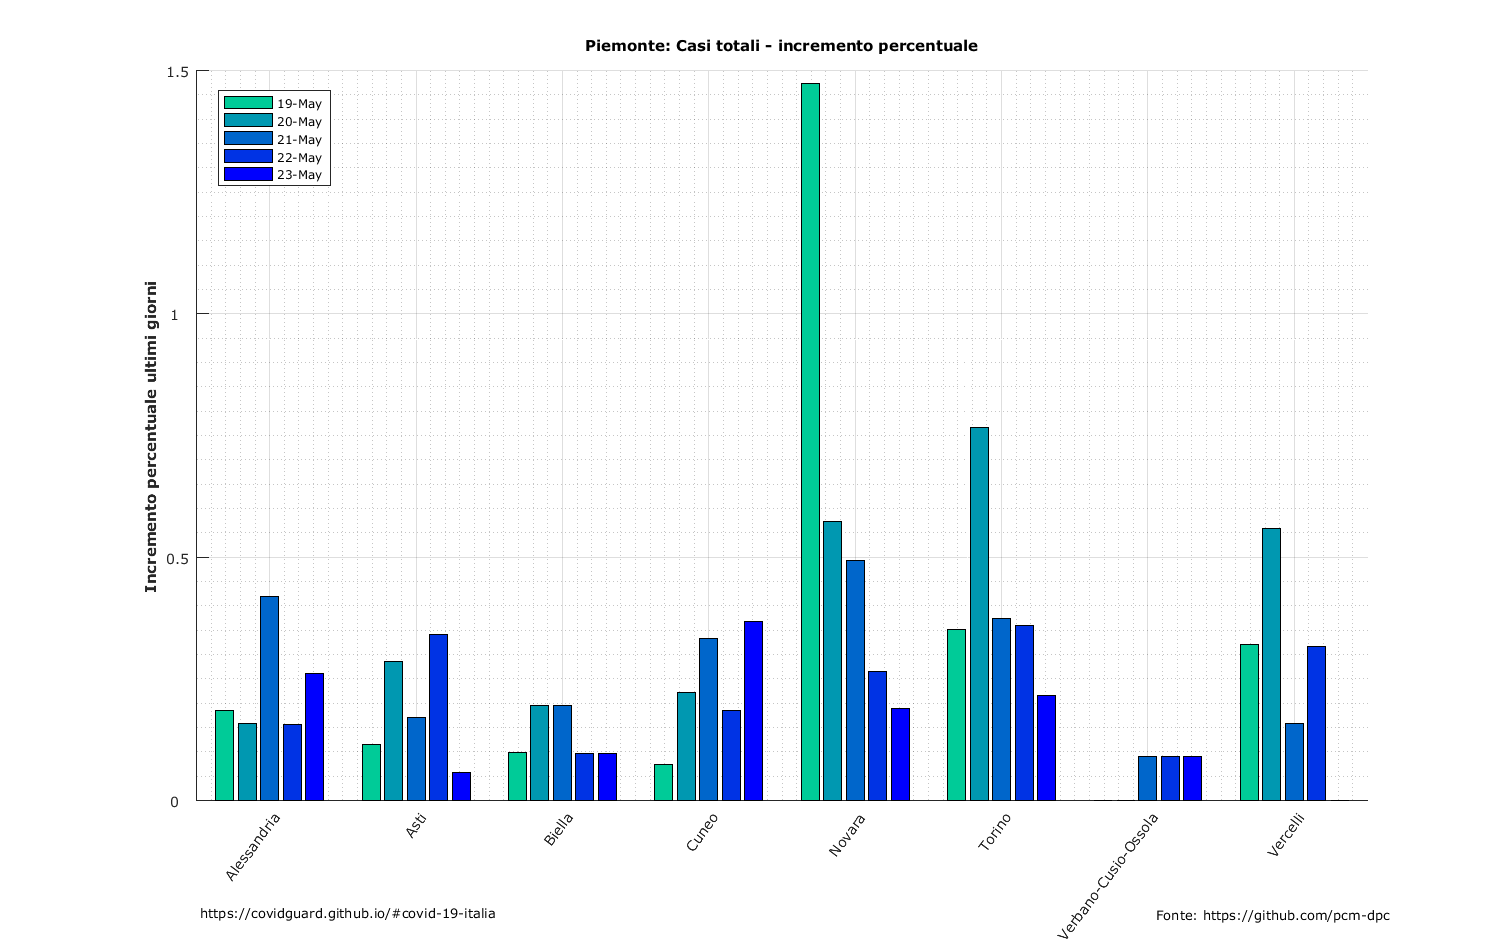 Piemonte: Casi totali - incremento percentuale
1.5
1
0.5
0
Incremento percentuale ultimi giorni
19-May
20-May
21-May
22-May
23-May
Alessandria
Asti
Biella
Cuneo
Novara
Torino
Verbano-Cusio-Ossola
Vercelli
https://covidguard.github.io/#covid-19-italia
Fonte: https://github.com/pcm-dpc